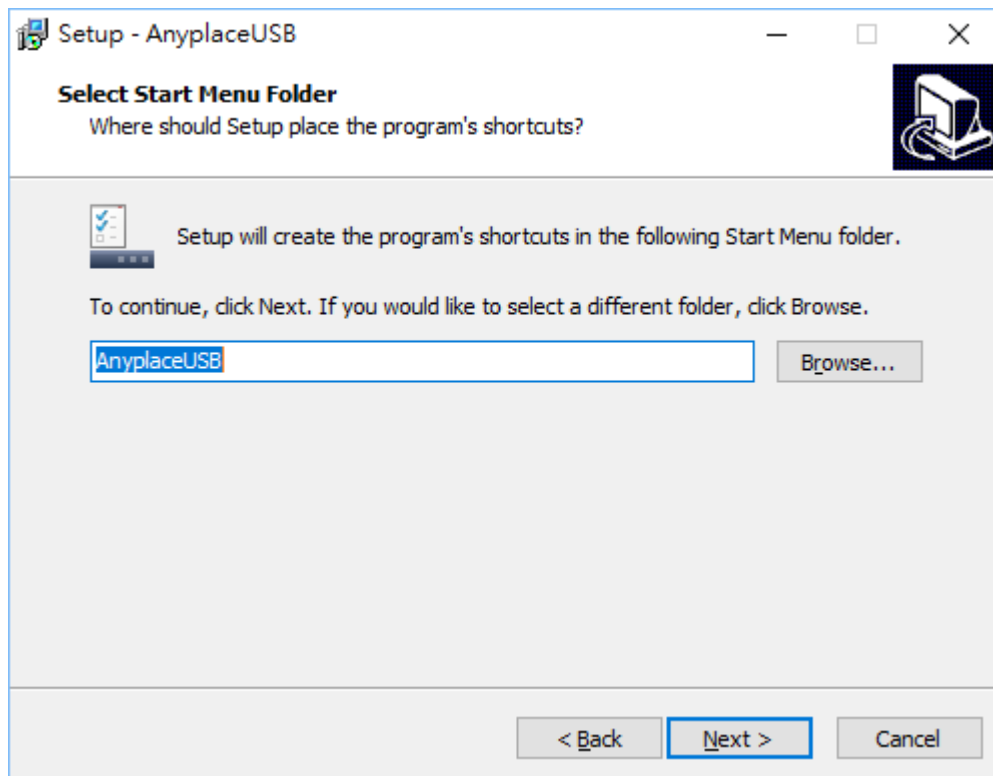 Setup - AnyplaceUSB
Select Start Menu Folder
Where should Setup place the program's shortcuts?
Setup will create the program's shortcuts in the following Start Menu folder.
To continue, click Next. If you would like to select a different folder, click Browse.
AnyplaceUSB
Browse...
< Back
Next >
Cancel